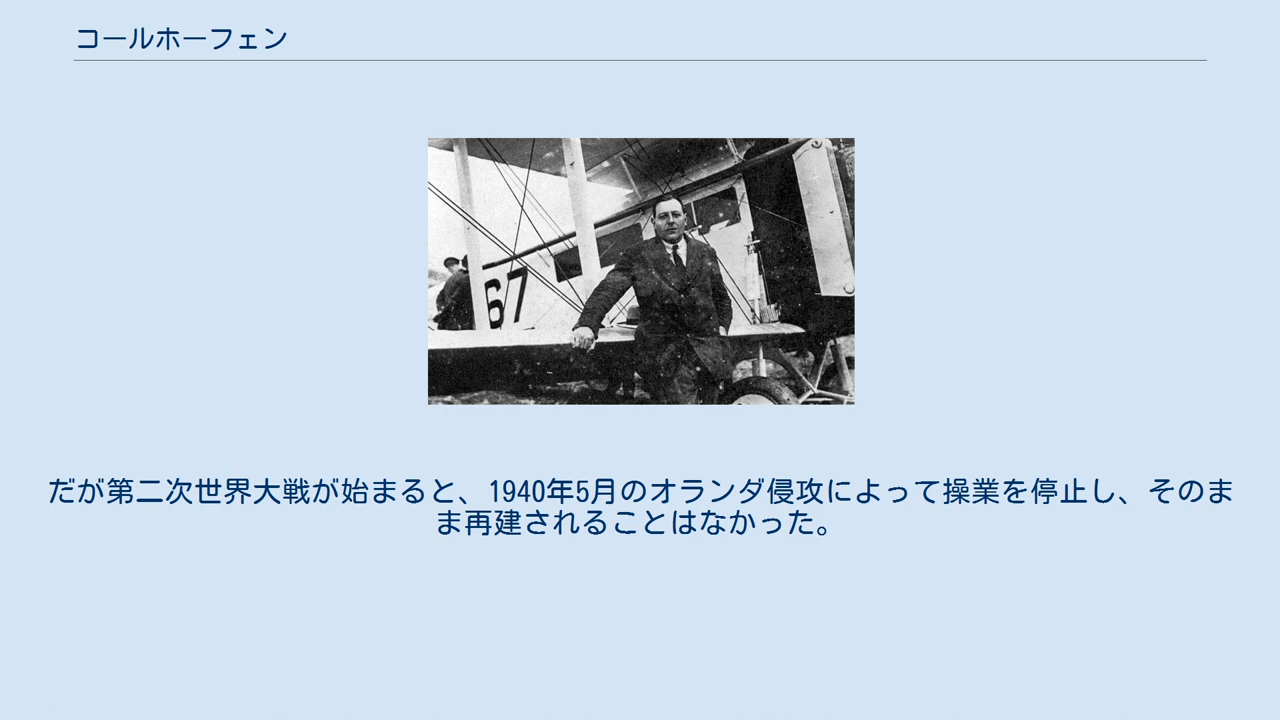 コールホーフェン
67
だが第二次世界大戦が始まると、1940年5月のオランダ侵攻によって操業を停止し、そのま
ま再建されることはなかった。